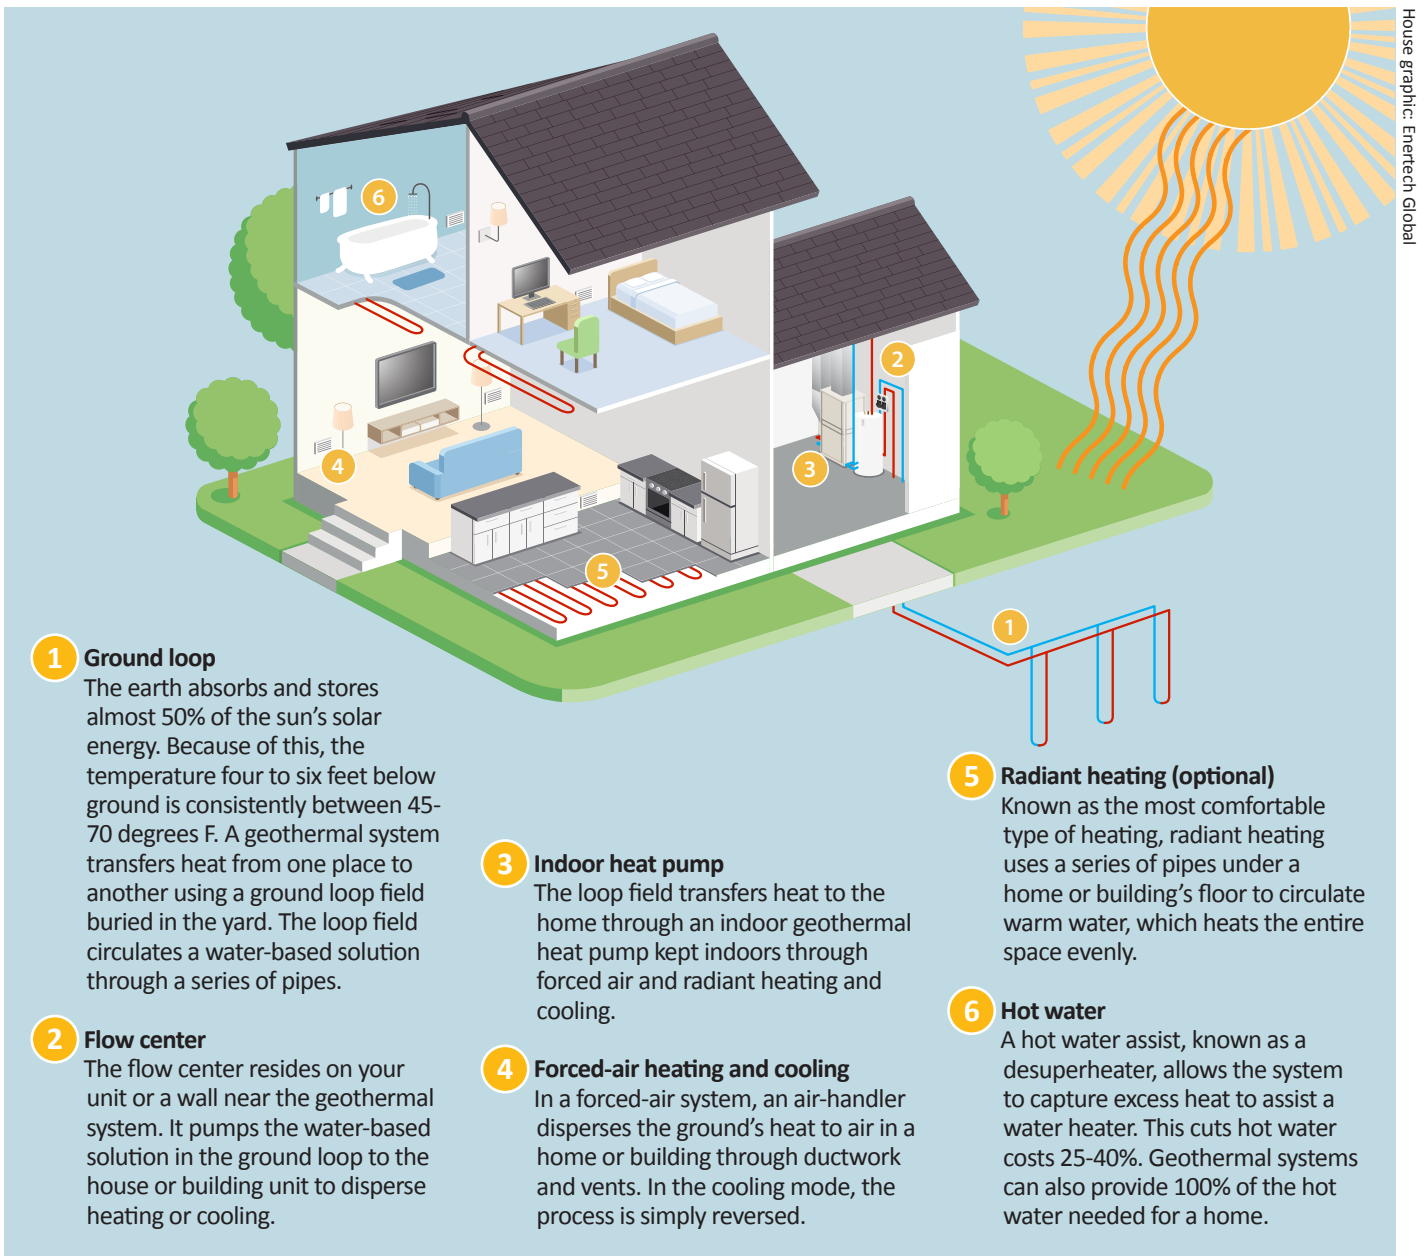 House graphic: Enertech Global
6
2
4
3
5
1
1 Ground loop
The earth absorbs and stores
almost 50% of the sun’s solar
energy. Because of this, the
temperature four to six feet below
ground is consistently between 45-
70 degrees F. A geothermal system
transfers heat from one place to
another using a ground loop field
buried in the yard. The loop field
circulates a water-based solution
through a series of pipes.
2 Flow center
The flow center resides on your
unit or a wall near the geothermal
system. It pumps the water-based
solution in the ground loop to the
house or building unit to disperse
heating or cooling.
3 Indoor heat pump
The loop field transfers heat to the
home through an indoor geothermal
heat pump kept indoors through
forced air and radiant heating and
cooling.
4 Forced-air heating and cooling
In a forced-air system, an air-handler
disperses the ground’s heat to air in a
home or building through ductwork
and vents. In the cooling mode, the
process is simply reversed.
5 Radiant heating (optional)
Known as the most comfortable
type of heating, radiant heating
uses a series of pipes under a
home or building’s floor to circulate
warm water, which heats the entire
space evenly.
6 Hot water
A hot water assist, known as a
desuperheater, allows the system
to capture excess heat to assist a
water heater. This cuts hot water
costs 25-40%. Geothermal systems
can also provide 100% of the hot
water needed for a home.